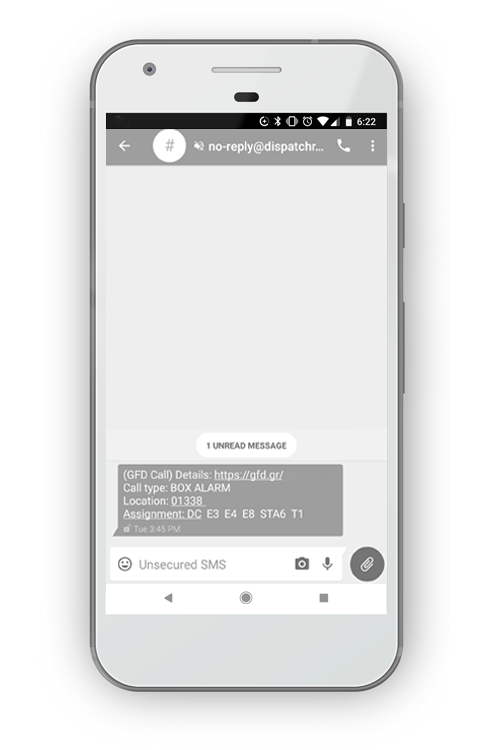 6:22
# no-reply@dispatchr...
1 UNREAD MESSAGE
(GFD Call) Details: https://gfd.gr/
Call type: BOX ALARM
Location: 01338
Assignment: DC E3 E4 E8 STA6 T1
Tue 3:45 PM
Unsecured SMS